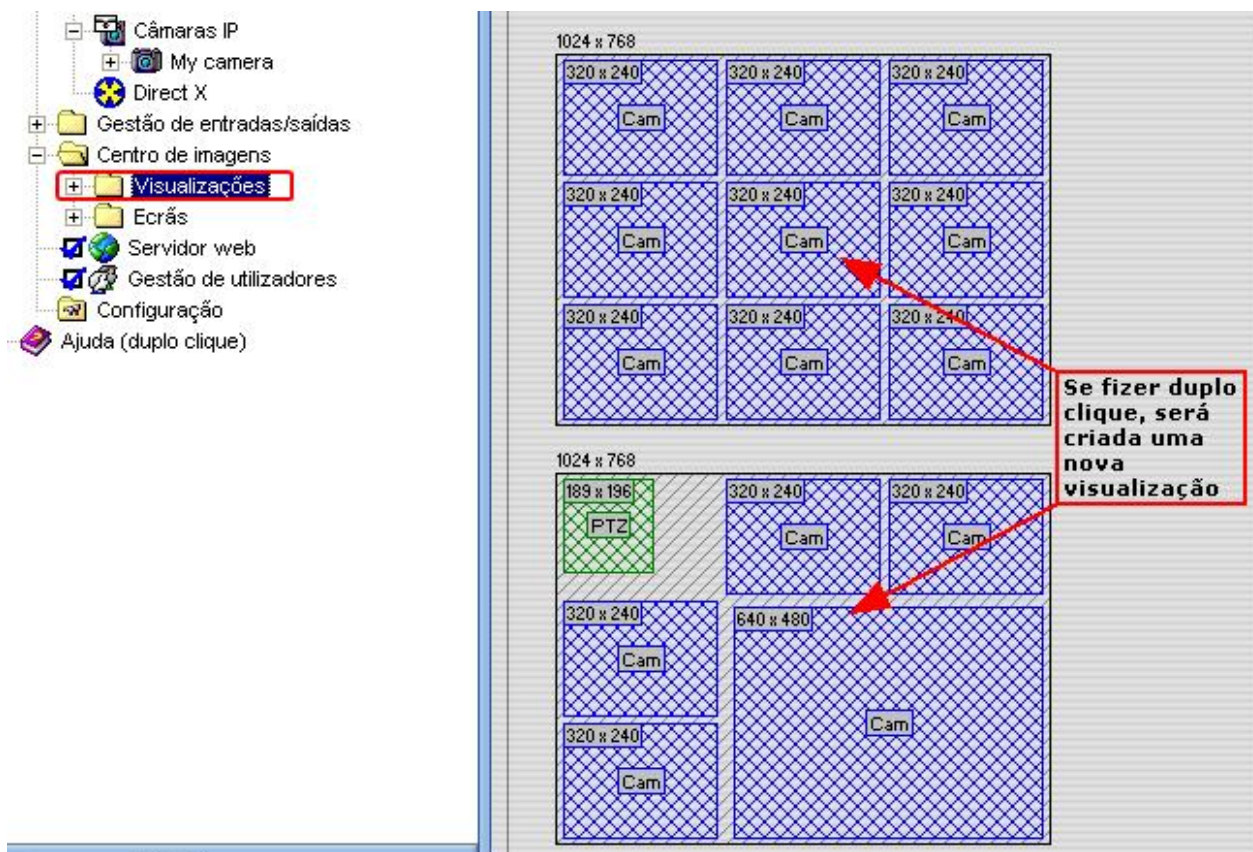 Câmaras IP
My camera
Direct X
Gestão de entradas/saídas
Centro de imagens
Visualizações
Ecrãs
Servidor web
Gestão de utilizadores
Configuração
Ajuda (duplo clique)
1024 x 768
320 x 240 320 x 240 320 x 240
Cam Cam Cam
320 x 240 320 x 240 320 x 240
Cam Cam Cam
320 x 240 320 x 240 320 x 240
Cam Cam Cam
Se fizer duplo
clique, será
criada uma
nova
visualização
1024 x 768
189 x 196 320 x 240 320 x 240
PTZ Cam Cam
320 x 240 640 x 480
Cam
Cam
320 x 240
Cam